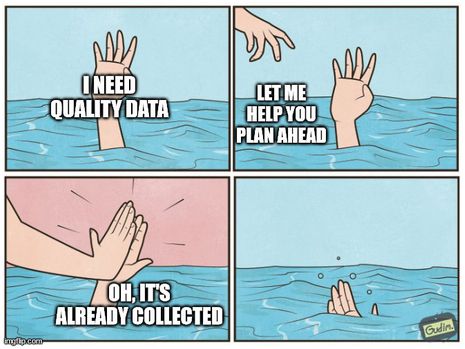 I NEED
QUALITY DATA
LET ME
HELP YOU
PLAN AHEAD
OH, IT'S
ALREADY COLLECTED
Gudim.
imgflip.com